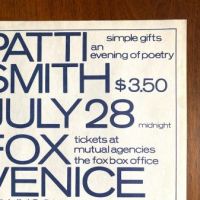 PATTI simple gifts
an
evening of poetry
SMITH $3.50
JULY 28 midnight
FOX tickets at
mutual agencies
the fox box office
VENICE